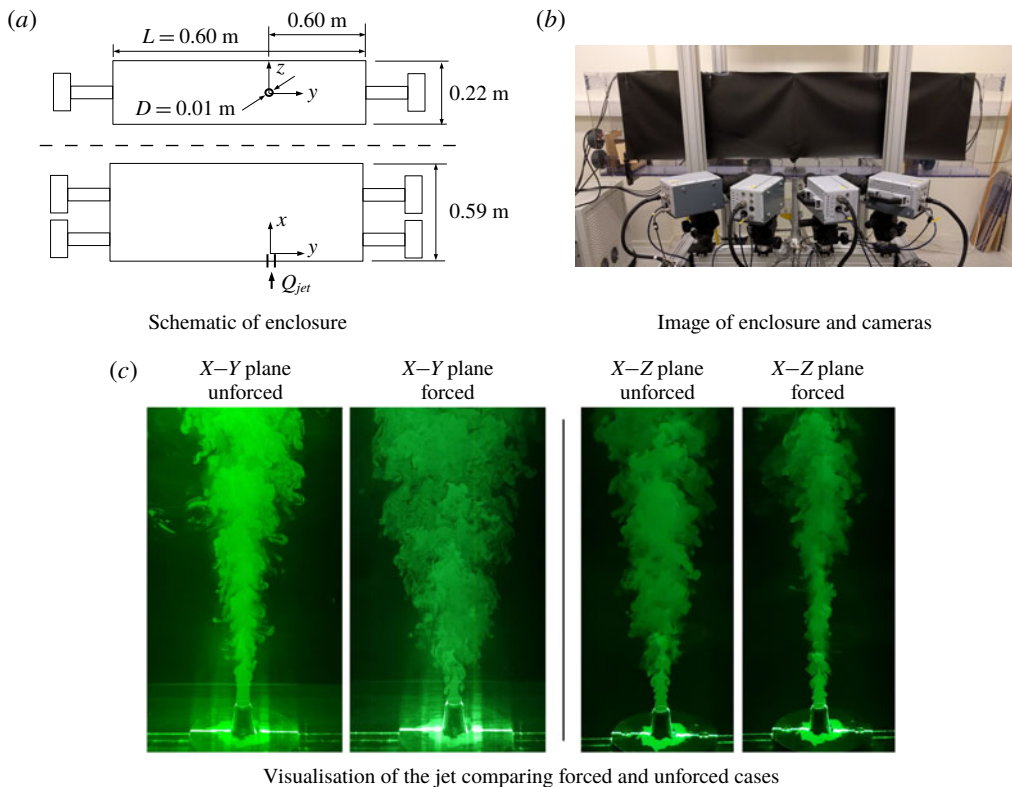 (a)
0.60 m
L = 0.60 m
z
y
D = 0.01 m
0.22 m
x
y
0.59 m
Q_jet
Schematic of enclosure
(b)
Image of enclosure and cameras
(c)
X–Y plane
unforced
X–Y plane
forced
X–Z plane
unforced
X–Z plane
forced
Visualisation of the jet comparing forced and unforced cases